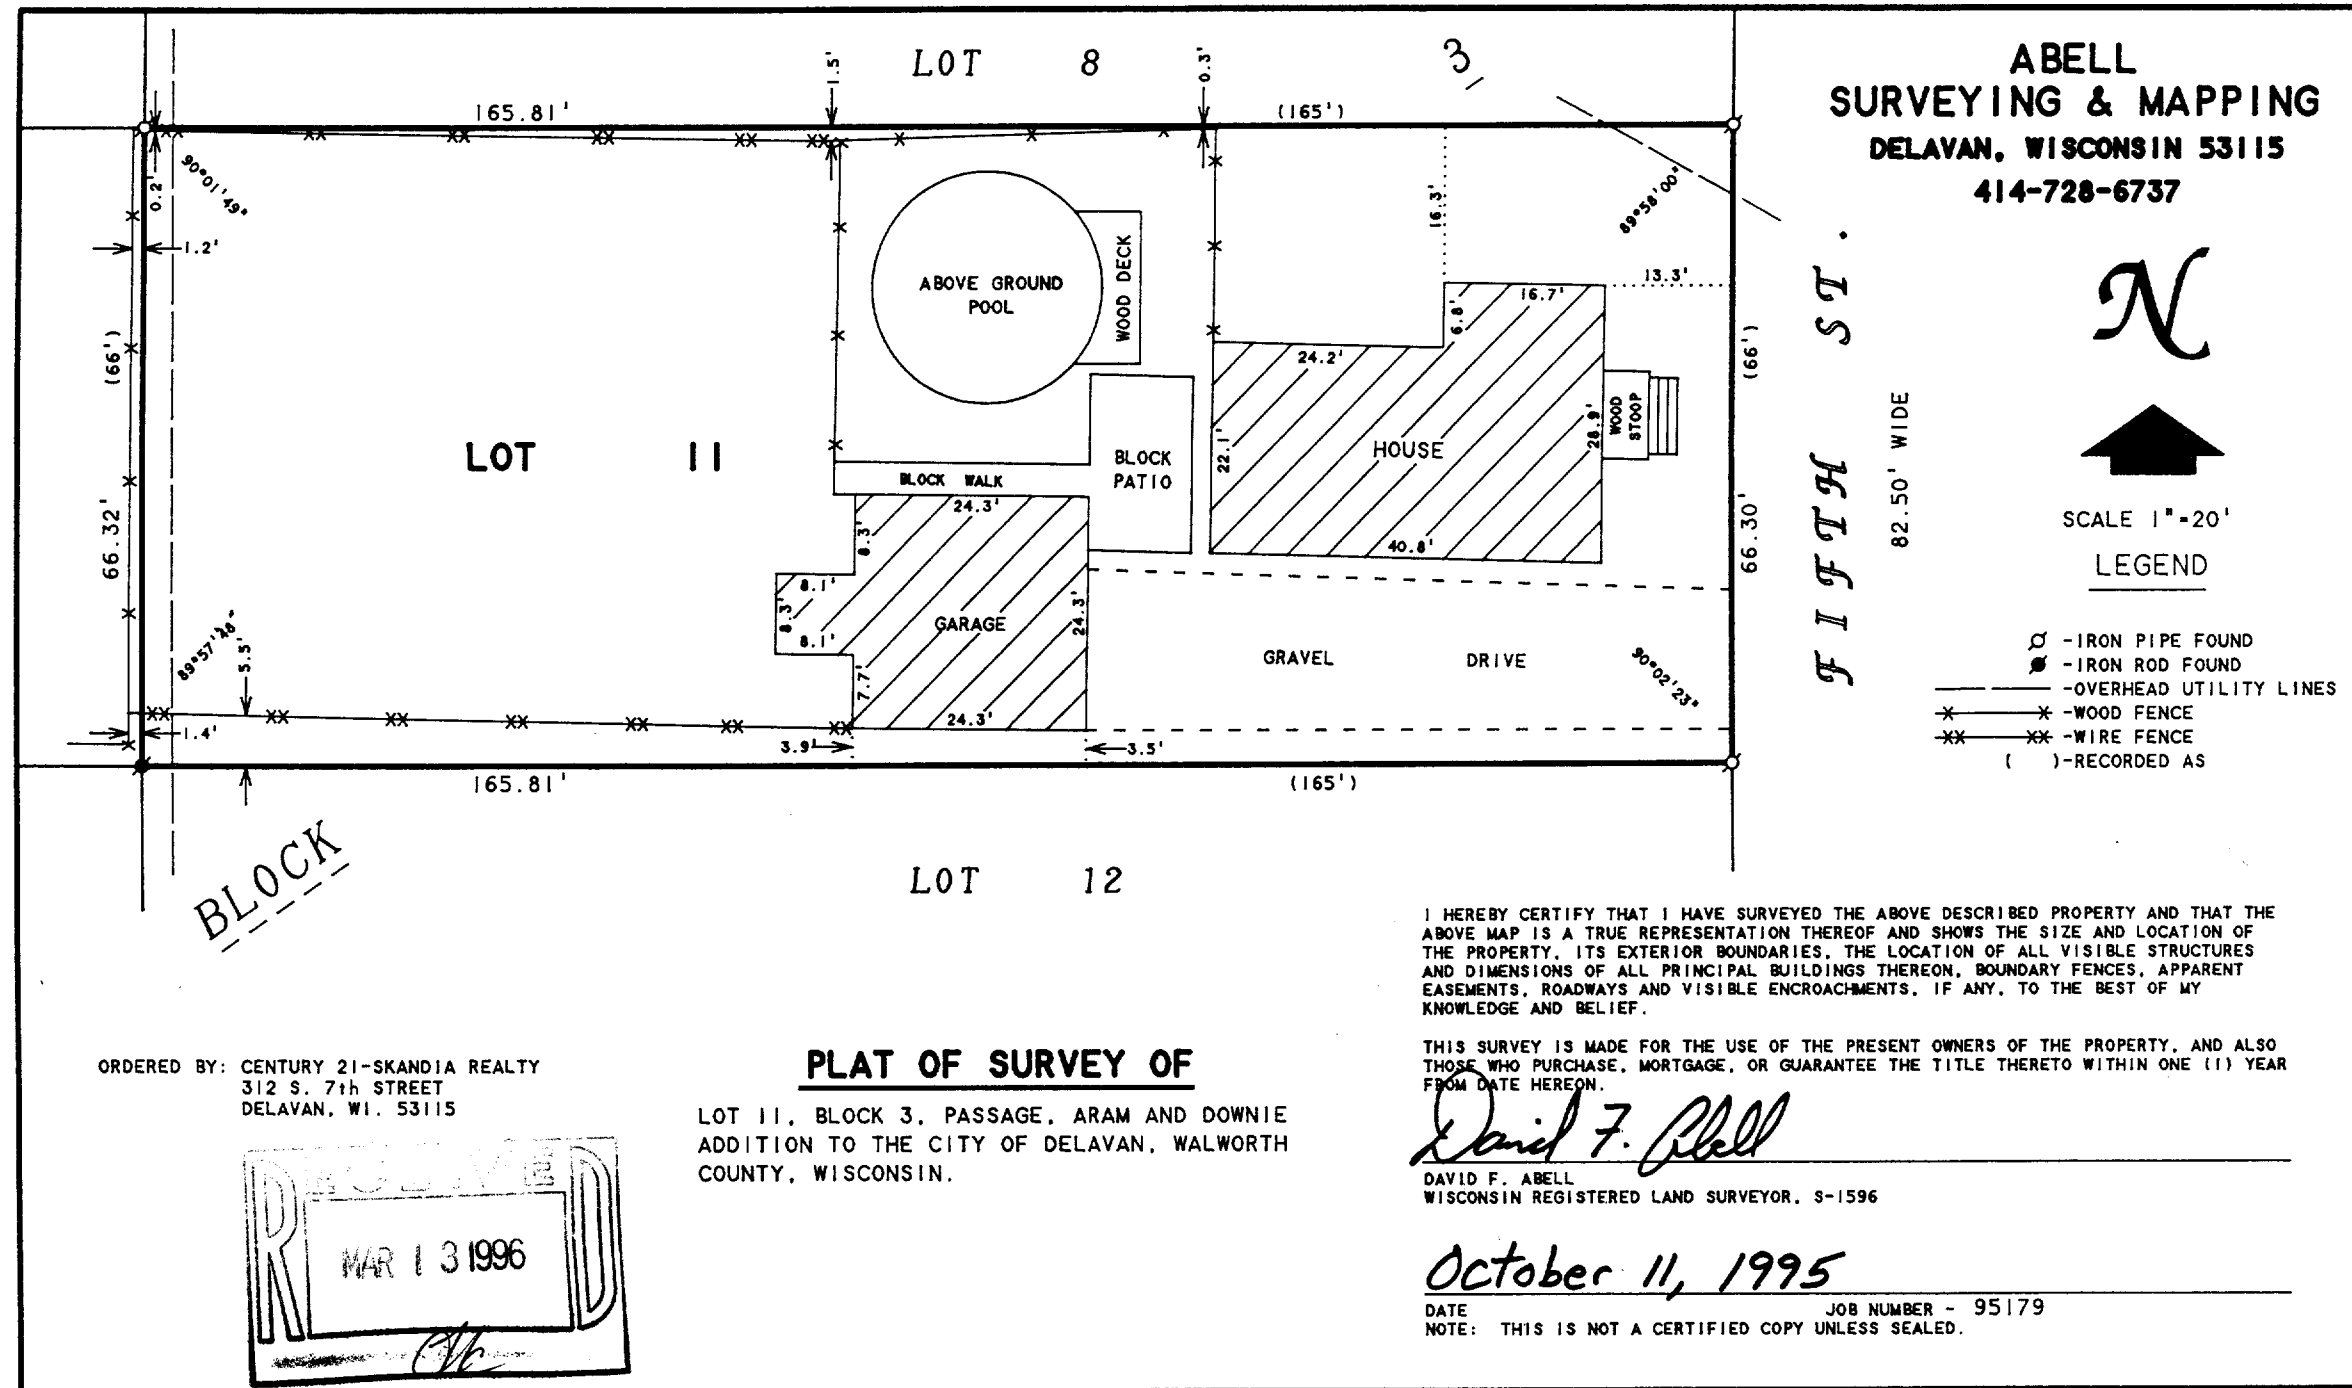 LOT 8
3
1.5'
0.3'
165.81'
(165')
0.2'
90°01'49"
1.2'
16.3'
89°58'00"
13.3'
ABOVE GROUND
POOL
WOOD DECK
16.7'
6.8'
24.2'
(66')
(66')
LOT 11
BLOCK WALK
BLOCK
PATIO
22.1'
HOUSE
28.9'
WOOD
STOOP
66.32'
66.30'
24.3'
8.3'
40.8'
8.1'
8.3'
8.1'
GARAGE
24.3'
GRAVEL DRIVE
90°02'23"
89°57'48"
5.5'
7.7'
24.3'
1.4'
3.9'
3.5'
165.81'
(165')
BLOCK
LOT 12
FIFTH ST.
82.50' WIDE
ABELL
SURVEYING & MAPPING
DELAVAN, WISCONSIN 53115
414-728-6737
N
SCALE 1"=20'
LEGEND
-IRON PIPE FOUND
-IRON ROD FOUND
-OVERHEAD UTILITY LINES
-WOOD FENCE
-WIRE FENCE
( )-RECORDED AS
I HEREBY CERTIFY THAT I HAVE SURVEYED THE ABOVE DESCRIBED PROPERTY AND THAT THE
ABOVE MAP IS A TRUE REPRESENTATION THEREOF AND SHOWS THE SIZE AND LOCATION OF
THE PROPERTY, ITS EXTERIOR BOUNDARIES, THE LOCATION OF ALL VISIBLE STRUCTURES
AND DIMENSIONS OF ALL PRINCIPAL BUILDINGS THEREON, BOUNDARY FENCES, APPARENT
EASEMENTS, ROADWAYS AND VISIBLE ENCROACHMENTS, IF ANY, TO THE BEST OF MY
KNOWLEDGE AND BELIEF.
THIS SURVEY IS MADE FOR THE USE OF THE PRESENT OWNERS OF THE PROPERTY, AND ALSO
THOSE WHO PURCHASE, MORTGAGE, OR GUARANTEE THE TITLE THERETO WITHIN ONE (1) YEAR
FROM DATE HEREON.
David F. Abell
DAVID F. ABELL
WISCONSIN REGISTERED LAND SURVEYOR, S-1596
October 11, 1995
DATE JOB NUMBER - 95179
NOTE: THIS IS NOT A CERTIFIED COPY UNLESS SEALED.
ORDERED BY: CENTURY 21-SKANDIA REALTY
312 S. 7th STREET
DELAVAN, WI. 53115
PLAT OF SURVEY OF
LOT 11, BLOCK 3, PASSAGE, ARAM AND DOWNIE
ADDITION TO THE CITY OF DELAVAN, WALWORTH
COUNTY, WISCONSIN.
RECEIVED
MAR 13 1996